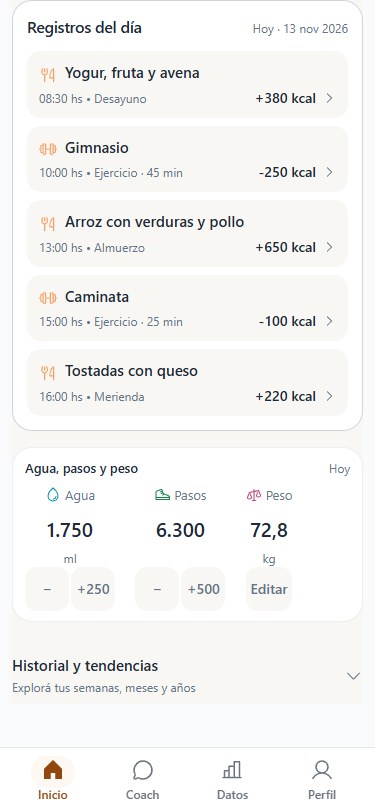 Registros del día
Hoy · 13 nov 2026
Yogur, fruta y avena
08:30 hs • Desayuno
+380 kcal
Gimnasio
10:00 hs • Ejercicio · 45 min
-250 kcal
Arroz con verduras y pollo
13:00 hs • Almuerzo
+650 kcal
Caminata
15:00 hs • Ejercicio · 25 min
-100 kcal
Tostadas con queso
16:00 hs • Merienda
+220 kcal
Agua, pasos y peso
Hoy
Agua
Pasos
Peso
1.750
6.300
72,8
ml
kg
− +250
− +500
Editar
Historial y tendencias
Explorá tus semanas, meses y años
Inicio
Coach
Datos
Perfil